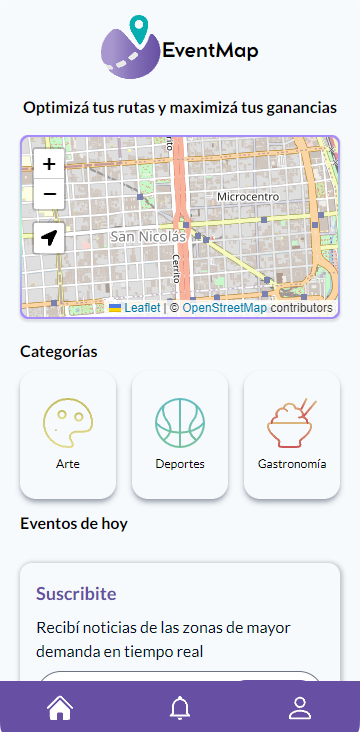 EventMap
Optimizá tus rutas y maximizá tus ganancias
+
Microcentro
San Nicolás
−
Cerrito
Leaflet | © OpenStreetMap contributors
Categorías
Arte
Deportes
Gastronomía
Eventos de hoy
Suscribite
Recibí noticias de las zonas de mayor
demanda en tiempo real